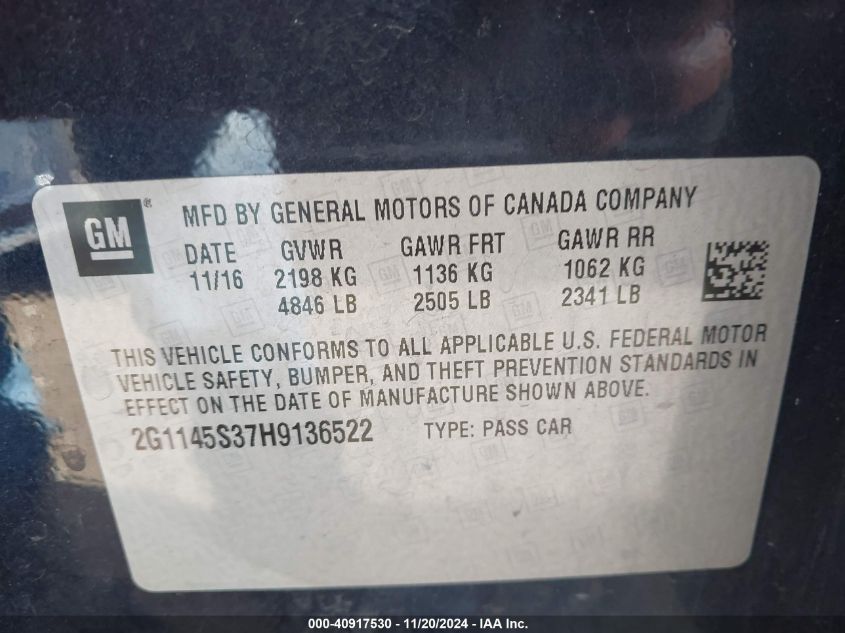 GM ®
MFD BY GENERAL MOTORS OF CANADA COMPANY
DATE GVWR GAWR FRT GAWR RR
11/16 2198 KG 1136 KG 1062 KG
4846 LB 2505 LB 2341 LB
THIS VEHICLE CONFORMS TO ALL APPLICABLE U.S. FEDERAL MOTOR
VEHICLE SAFETY, BUMPER, AND THEFT PREVENTION STANDARDS IN
EFFECT ON THE DATE OF MANUFACTURE SHOWN ABOVE.
2G1145S37H9136522 TYPE: PASS CAR
000-40917530 - 11/20/2024 - IAA Inc.